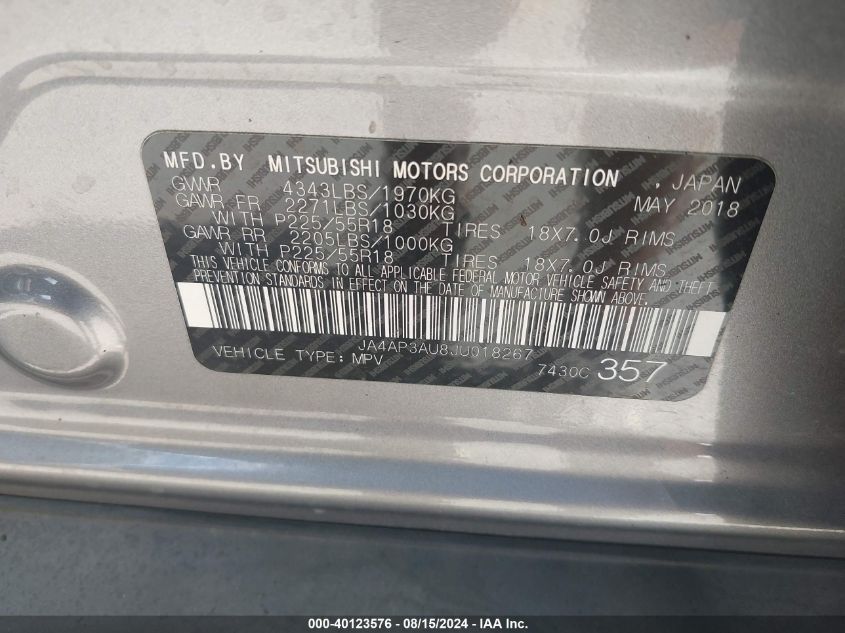 MFD.BY MITSUBISHI MOTORS CORPORATION , JAPAN
GVWR 4343LBS/1970KG MAY 2018
GAWR FR 2271LBS/1030KG
WITH P225/55R18 TIRES 18X7.0J RIMS
GAWR RR 2205LBS/1000KG
WITH P225/55R18 TIRES 18X7.0J RIMS
THIS VEHICLE CONFORMS TO ALL APPLICABLE FEDERAL MOTOR VEHICLE SAFETY AND THEFT
PREVENTION STANDARDS IN EFFECT ON THE DATE OF MANUFACTURE SHOWN ABOVE.
JA4AP3AU8JU018267
VEHICLE TYPE: MPV 7430C 357
000-40123576 - 08/15/2024 - IAA Inc.